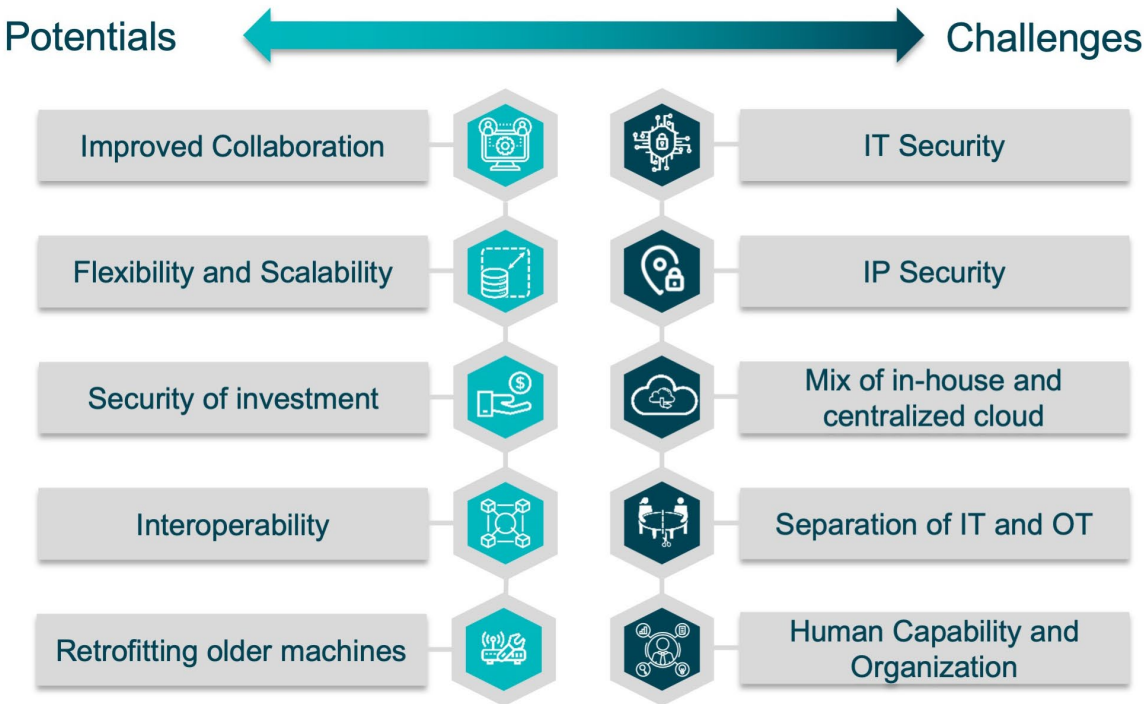 Potentials
Challenges
Improved Collaboration
IT Security
Flexibility and Scalability
IP Security
Security of investment
Mix of in-house and
centralized cloud
Interoperability
Separation of IT and OT
Retrofitting older machines
Human Capability and
Organization